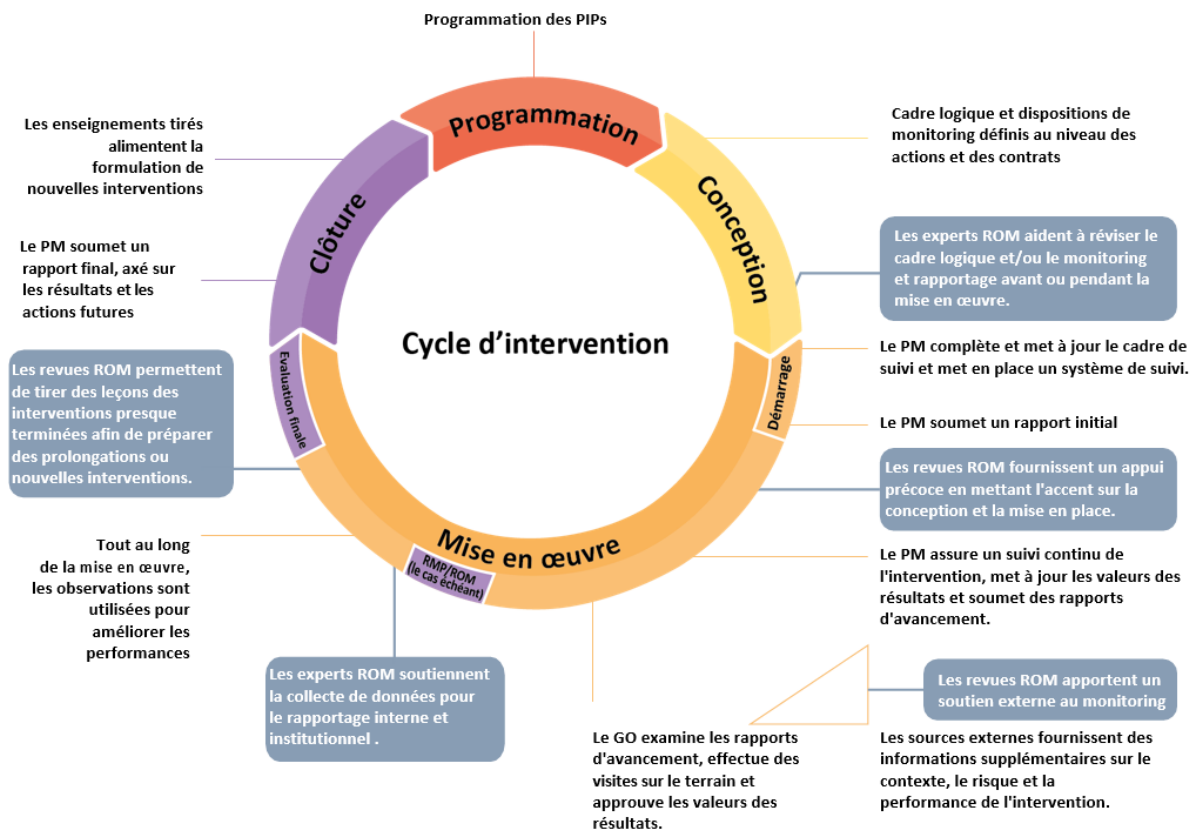 Programmation des PIPs
Programmation
Conception
Clôture
Cycle d'intervention
Mise en œuvre
Démarrage
Evaluation finale
RMP/ROM
(le cas échéant)
Cadre logique et dispositions de
monitoring définis au niveau des
actions et des contrats
Les experts ROM aident à réviser le
cadre logique et/ou le monitoring
et rapportage avant ou pendant la
mise en œuvre.
Le PM complète et met à jour le cadre de
suivi et met en place un système de suivi.
Le PM soumet un rapport initial
Les revues ROM fournissent un appui
précoce en mettant l'accent sur la
conception et la mise en place.
Le PM assure un suivi continu de
l'intervention, met à jour les valeurs des
résultats et soumet des rapports
d'avancement.
Les revues ROM apportent un
soutien externe au monitoring
Les sources externes fournissent des
informations supplémentaires sur le
contexte, le risque et la
performance de l'intervention.
Le GO examine les rapports
d'avancement, effectue des
visites sur le terrain et
approuve les valeurs des
résultats.
Les experts ROM soutiennent
la collecte de données pour
le rapportage interne et
institutionnel .
Tout au long
de la mise en œuvre,
les observations sont
utilisées pour
améliorer les
performances
Les revues ROM permettent
de tirer des leçons des
interventions presque
terminées afin de préparer
des prolongations ou
nouvelles interventions.
Le PM soumet un
rapport final, axé sur
les résultats et les
actions futures
Les enseignements tirés
alimentent la
formulation de
nouvelles interventions